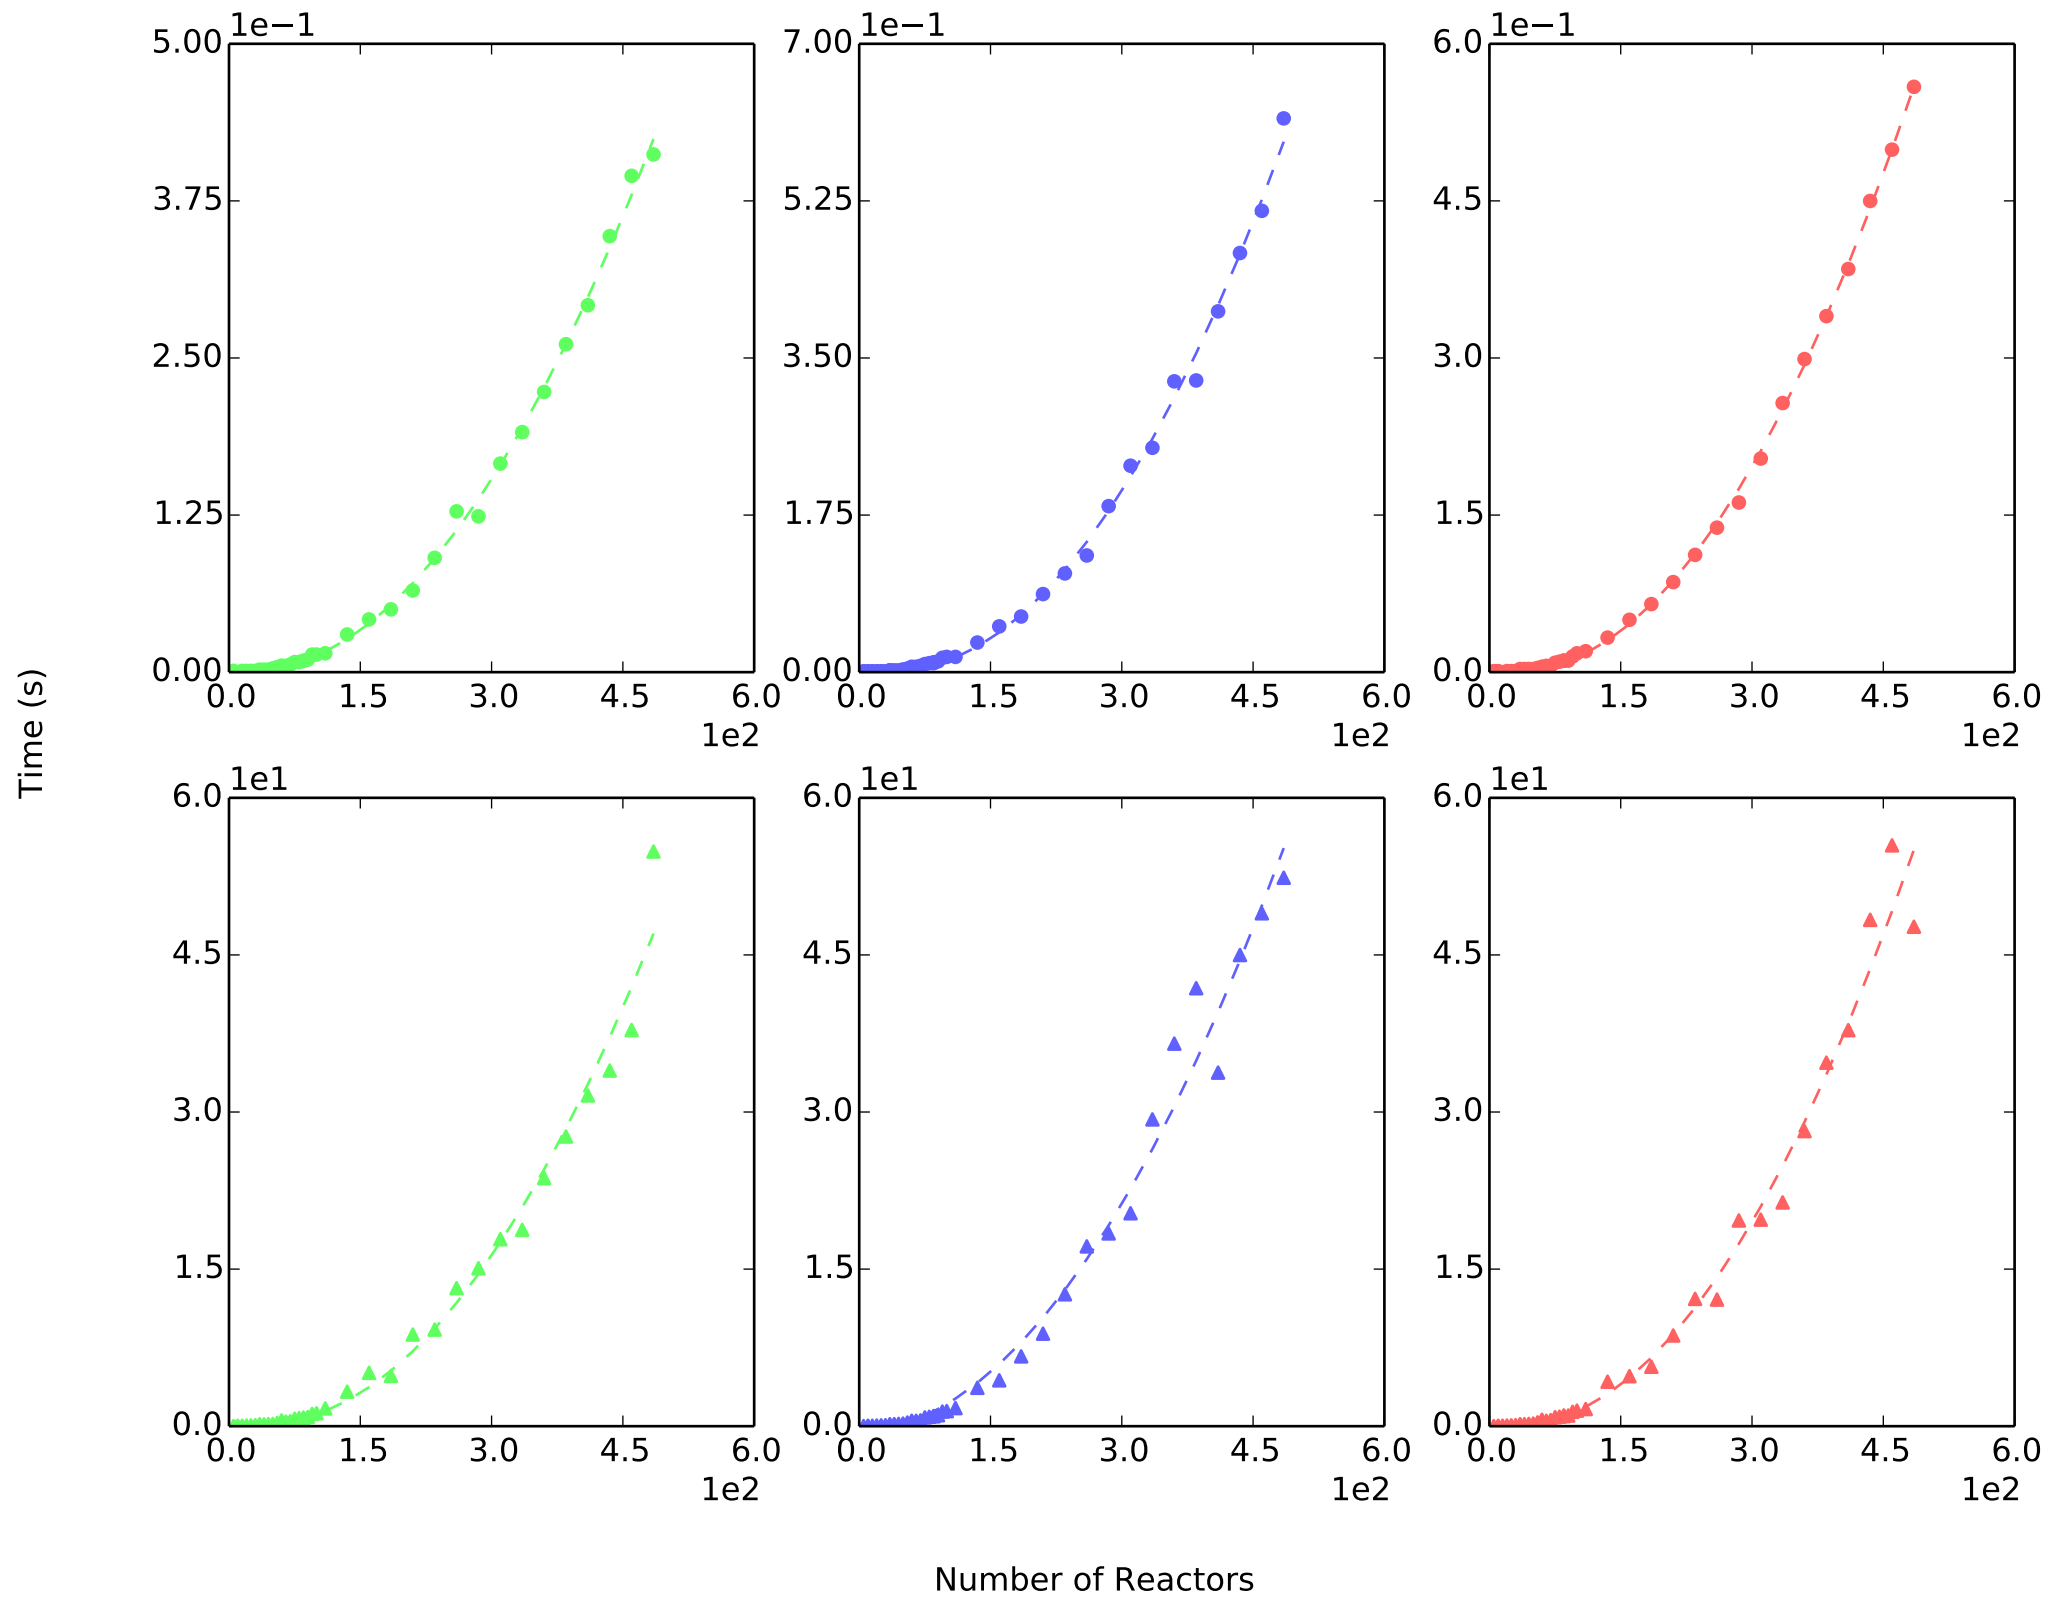 1e−1 1e−1 1e−1
5.00 7.00 6.0
3.75 5.25 4.5
2.50 3.50 3.0
1.25 1.75 1.5
0.00 0.00 0.0
0.0 1.5 3.0 4.5 6.0 0.0 1.5 3.0 4.5 6.0 0.0 1.5 3.0 4.5 6.0
1e2 1e2 1e2
Time (s)
1e1 1e1 1e1
6.0 6.0 6.0
4.5 4.5 4.5
3.0 3.0 3.0
1.5 1.5 1.5
0.0 0.0 0.0
0.0 1.5 3.0 4.5 6.0 0.0 1.5 3.0 4.5 6.0 0.0 1.5 3.0 4.5 6.0
1e2 1e2 1e2
Number of Reactors